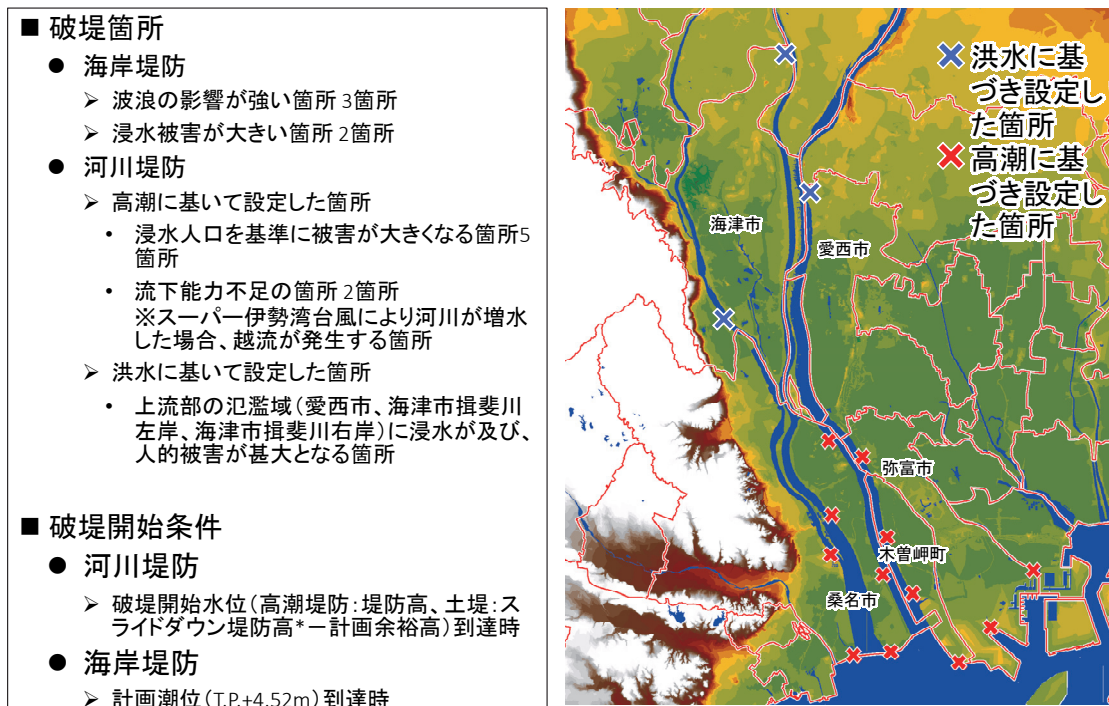 ■ 破堤箇所
● 海岸堤防
➢ 波浪の影響が強い箇所 3箇所
➢ 浸水被害が大きい箇所 2箇所
● 河川堤防
➢ 高潮に基いて設定した箇所
• 浸水人口を基準に被害が大きくなる箇所5
箇所
• 流下能力不足の箇所 2箇所
※スーパー伊勢湾台風により河川が増水
した場合、越流が発生する箇所
➢ 洪水に基いて設定した箇所
• 上流部の氾濫域(愛西市、海津市揖斐川
左岸、海津市揖斐川右岸)に浸水が及び、
人的被害が甚大となる箇所
■ 破堤開始条件
● 河川堤防
➢ 破堤開始水位(高潮堤防:堤防高、土堤:ス
ライドダウン堤防高*-計画余裕高)到達時
● 海岸堤防
➢ 計画潮位(T.P.+4.52m)到達時
洪水に基
づき設定し
た箇所
高潮に基
づき設定し
た箇所
海津市
愛西市
弥富市
木曽岬町
桑名市